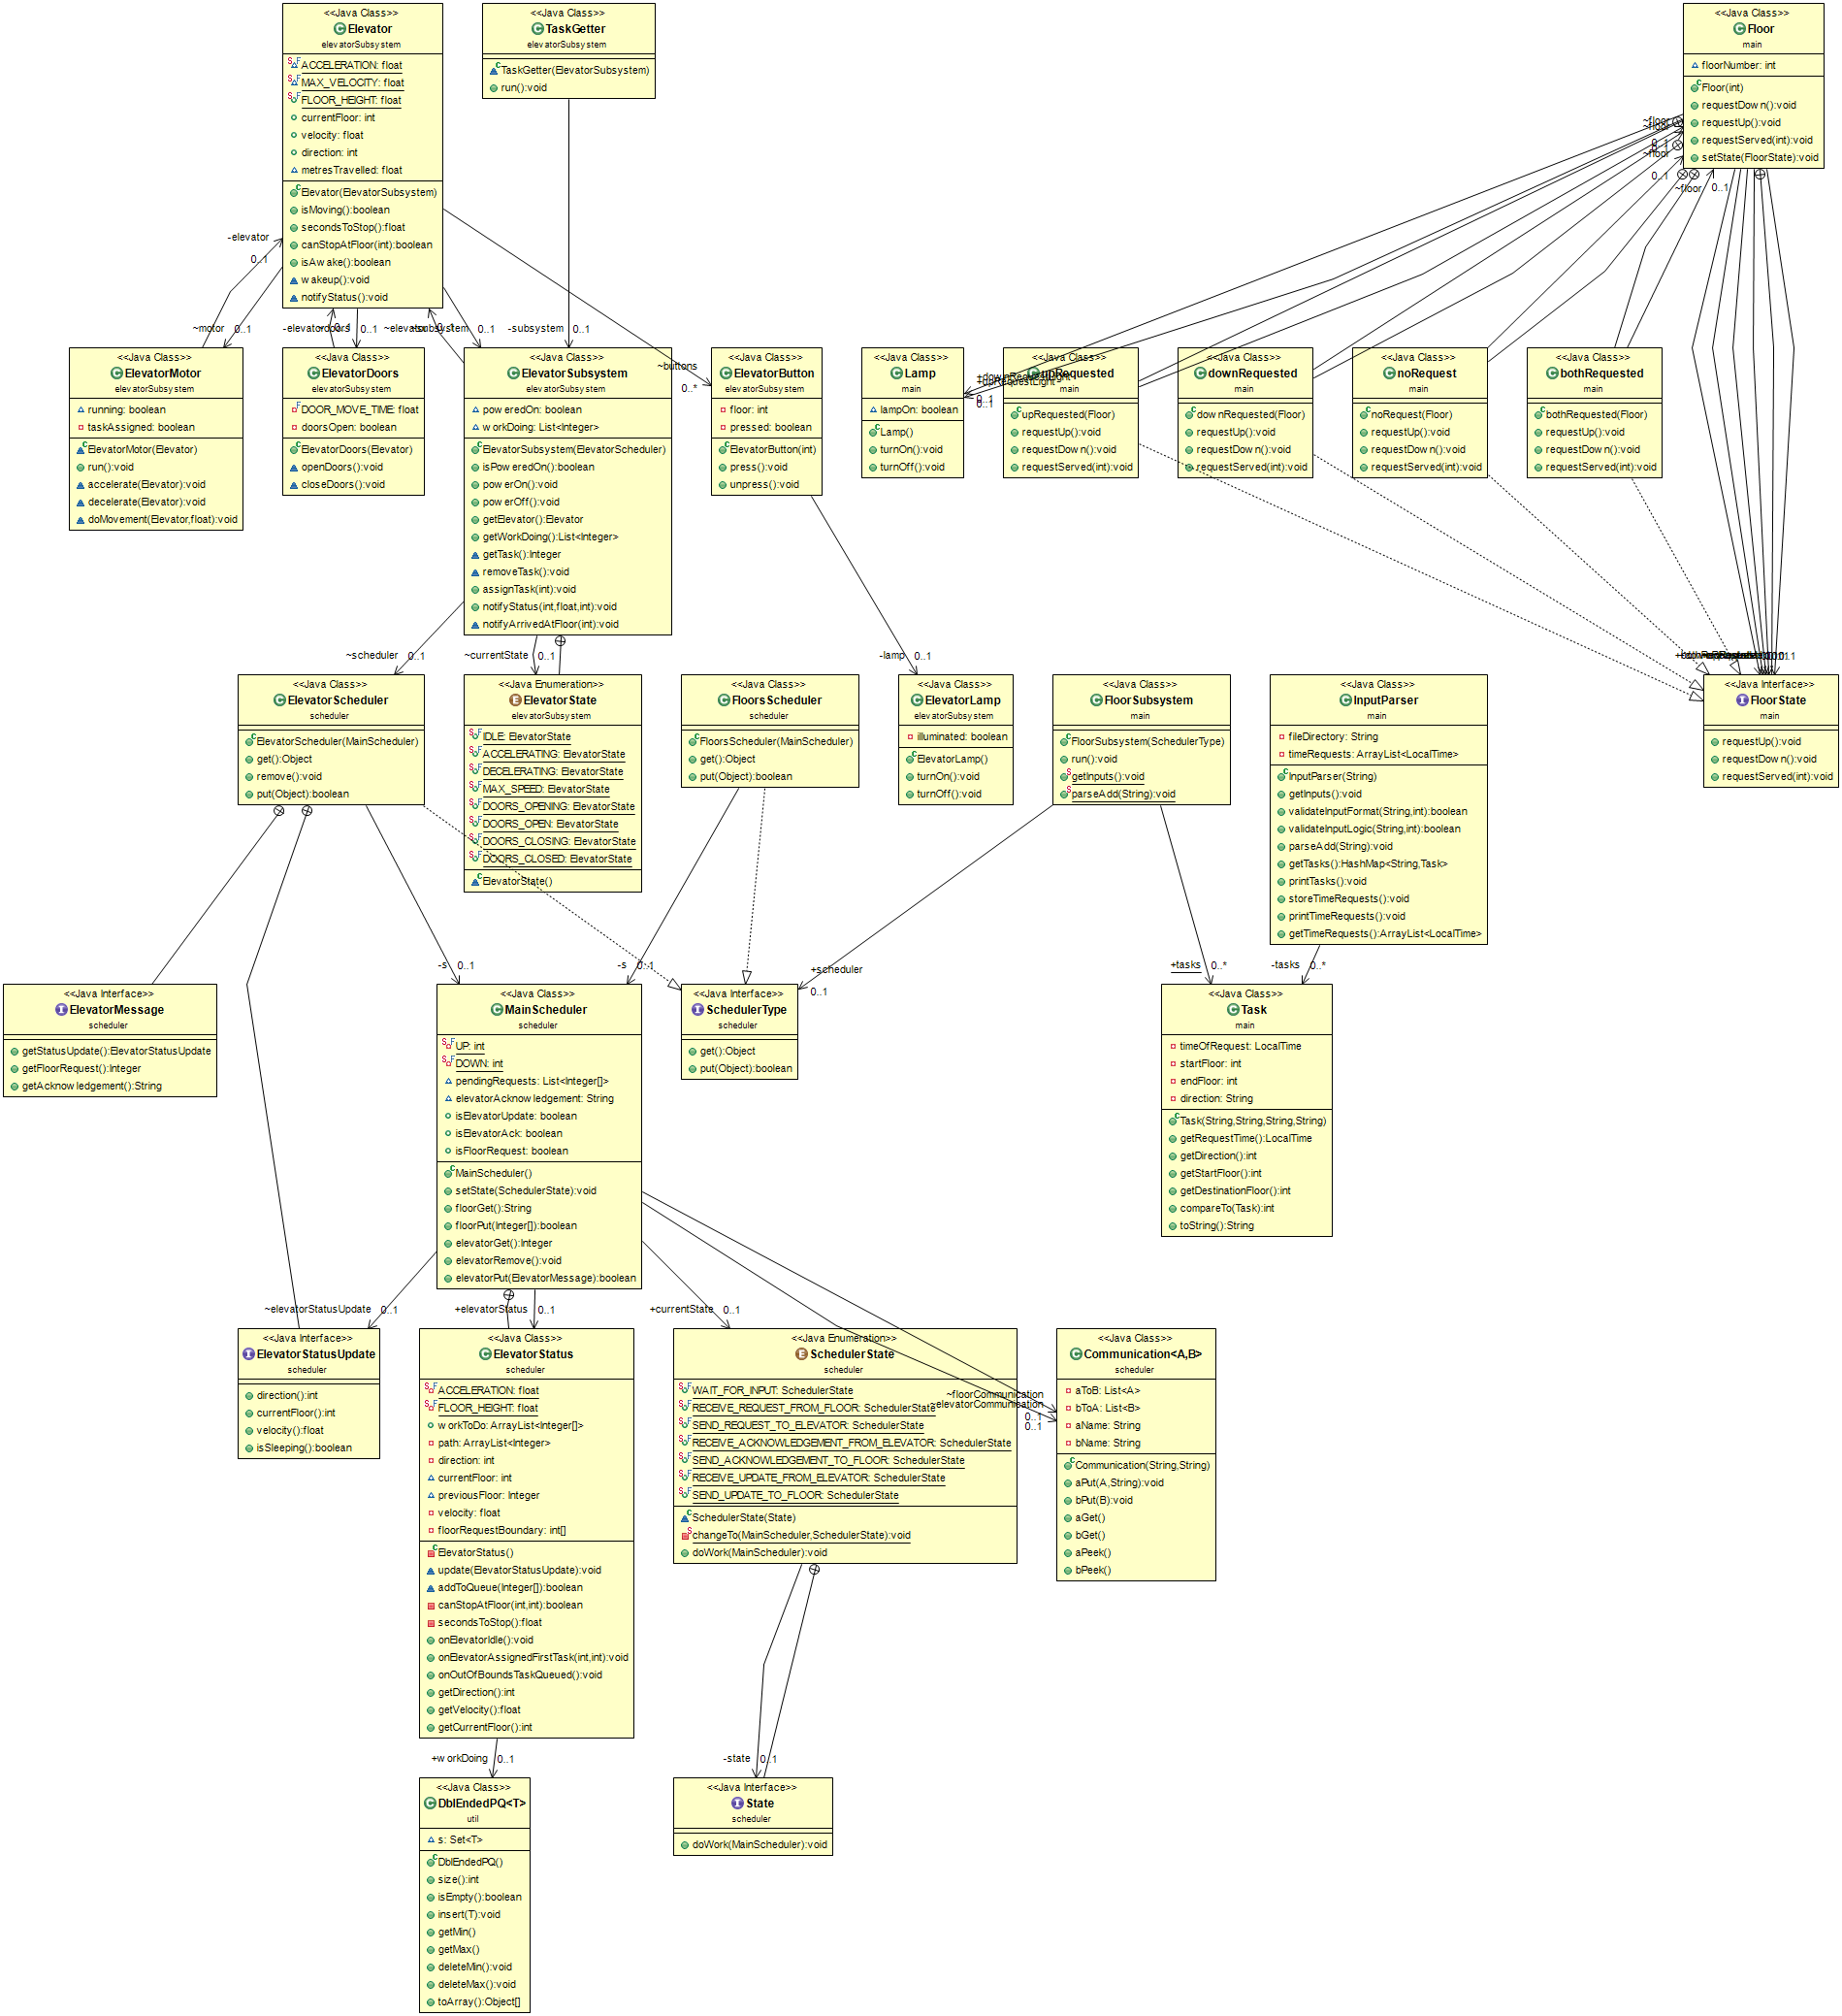 <<Java Class>>
Elevator
elevatorSubsystem
ACCELERATION: float
MAX_VELOCITY: float
FLOOR_HEIGHT: float
currentFloor: int
velocity: float
direction: int
metresTravelled: float
Elevator(ElevatorSubsystem)
isMoving():boolean
secondsToStop():float
canStopAtFloor(int):boolean
isAwake():boolean
wakeup():void
notifyStatus():void
<<Java Class>>
TaskGetter
elevatorSubsystem
TaskGetter(ElevatorSubsystem)
run():void
<<Java Class>>
Floor
main
floorNumber: int
Floor(int)
requestDown():void
requestUp():void
requestServed(int):void
setState(FloorState):void
~floor
~floor
~floor
0..1
~floor
0..1
-elevator
0..1
~motor
0..1
-elevator
0..1
-subsystem
0..1
~buttons
0..*
<<Java Class>>
ElevatorMotor
elevatorSubsystem
running: boolean
taskAssigned: boolean
ElevatorMotor(Elevator)
run():void
accelerate(Elevator):void
decelerate(Elevator):void
doMovement(Elevator,float):void
<<Java Class>>
ElevatorDoors
elevatorSubsystem
DOOR_MOVE_TIME: float
doorsOpen: boolean
ElevatorDoors(Elevator)
openDoors():void
closeDoors():void
<<Java Class>>
ElevatorSubsystem
elevatorSubsystem
poweredOn: boolean
workDoing: List<Integer>
ElevatorSubsystem(ElevatorScheduler)
isPoweredOn():boolean
powerOn():void
powerOff():void
getElevator():Elevator
getWorkDoing():List<Integer>
getTask():Integer
removeTask():void
assignTask(int):void
notifyStatus(int,float,int):void
notifyArrivedAtFloor(int):void
<<Java Class>>
ElevatorButton
elevatorSubsystem
floor: int
pressed: boolean
ElevatorButton(int)
press():void
unpress():void
<<Java Class>>
Lamp
main
lampOn: boolean
Lamp()
turnOn():void
turnOff():void
0..1
0..1
<<Java Class>>
upRequested
main
upRequested(Floor)
requestUp():void
requestDown():void
requestServed(int):void
<<Java Class>>
downRequested
main
downRequested(Floor)
requestUp():void
requestDown():void
requestServed(int):void
<<Java Class>>
noRequest
main
noRequest(Floor)
requestUp():void
requestDown():void
requestServed(int):void
<<Java Class>>
bothRequested
main
bothRequested(Floor)
requestUp():void
requestDown():void
requestServed(int):void
~scheduler
0..1
~currentState
0..1
-lamp
0..1
<<Java Class>>
ElevatorScheduler
scheduler
ElevatorScheduler(MainScheduler)
get():Object
remove():void
put(Object):boolean
<<Java Enumeration>>
ElevatorState
elevatorSubsystem
IDLE: ElevatorState
ACCELERATING: ElevatorState
DECELERATING: ElevatorState
MAX_SPEED: ElevatorState
DOORS_OPENING: ElevatorState
DOORS_OPEN: ElevatorState
DOORS_CLOSING: ElevatorState
DOORS_CLOSED: ElevatorState
ElevatorState()
<<Java Class>>
FloorsScheduler
scheduler
FloorsScheduler(MainScheduler)
get():Object
put(Object):boolean
<<Java Class>>
ElevatorLamp
elevatorSubsystem
illuminated: boolean
ElevatorLamp()
turnOn():void
turnOff():void
<<Java Class>>
FloorSubsystem
main
FloorSubsystem(SchedulerType)
run():void
getInputs():void
parseAdd(String):void
<<Java Class>>
InputParser
main
fileDirectory: String
timeRequests: ArrayList<LocalTime>
InputParser(String)
getInputs():void
validateInputFormat(String,int):boolean
validateInputLogic(String,int):boolean
parseAdd(String):void
getTasks():HashMap<String,Task>
printTasks():void
storeTimeRequests():void
printTimeRequests():void
getTimeRequests():ArrayList<LocalTime>
<<Java Interface>>
FloorState
main
requestUp():void
requestDown():void
requestServed(int):void
-s
0..1
-s
0..1
+scheduler
0..1
+tasks
0..*
-tasks
0..*
<<Java Interface>>
ElevatorMessage
scheduler
getStatusUpdate():ElevatorStatusUpdate
getFloorRequest():Integer
getAcknowledgement():String
<<Java Class>>
MainScheduler
scheduler
UP: int
DOWN: int
pendingRequests: List<Integer[]>
elevatorAcknowledgement: String
isElevatorUpdate: boolean
isElevatorAck: boolean
isFloorRequest: boolean
MainScheduler()
setState(SchedulerState):void
floorGet():String
floorPut(Integer[]):boolean
elevatorGet():Integer
elevatorRemove():void
elevatorPut(ElevatorMessage):boolean
<<Java Interface>>
SchedulerType
scheduler
get():Object
put(Object):boolean
<<Java Class>>
Task
main
timeOfRequest: LocalTime
startFloor: int
endFloor: int
direction: String
Task(String,String,String,String)
getRequestTime():LocalTime
getDirection():int
getStartFloor():int
getDestinationFloor():int
compareTo(Task):int
toString():String
~elevatorStatusUpdate
0..1
+elevatorStatus
0..1
+currentState
0..1
~floorCommunication
0..1
~elevatorCommunication
0..1
<<Java Interface>>
ElevatorStatusUpdate
scheduler
direction():int
currentFloor():int
velocity():float
isSleeping():boolean
<<Java Class>>
ElevatorStatus
scheduler
ACCELERATION: float
FLOOR_HEIGHT: float
workToDo: ArrayList<Integer[]>
path: ArrayList<Integer>
direction: int
currentFloor: int
previousFloor: Integer
velocity: float
floorRequestBoundary: int[]
ElevatorStatus()
update(ElevatorStatusUpdate):void
addToQueue(Integer[]):boolean
canStopAtFloor(int,int):boolean
secondsToStop():float
onElevatorIdle():void
onElevatorAssignedFirstTask(int,int):void
onOutOfBoundsTaskQueued():void
getDirection():int
getVelocity():float
getCurrentFloor():int
<<Java Enumeration>>
SchedulerState
scheduler
WAIT_FOR_INPUT: SchedulerState
RECEIVE_REQUEST_FROM_FLOOR: SchedulerState
SEND_REQUEST_TO_ELEVATOR: SchedulerState
RECEIVE_ACKNOWLEDGEMENT_FROM_ELEVATOR: SchedulerState
SEND_ACKNOWLEDGEMENT_TO_FLOOR: SchedulerState
RECEIVE_UPDATE_FROM_ELEVATOR: SchedulerState
SEND_UPDATE_TO_FLOOR: SchedulerState
SchedulerState(State)
changeTo(MainScheduler,SchedulerState):void
doWork(MainScheduler):void
<<Java Class>>
Communication<A,B>
scheduler
aToB: List<A>
bToA: List<B>
aName: String
bName: String
Communication(String,String)
aPut(A,String):void
bPut(B):void
aGet()
bGet()
aPeek()
bPeek()
+workDoing
0..1
-state
0..1
<<Java Class>>
DblEndedPQ<T>
util
s: Set<T>
DblEndedPQ()
size():int
isEmpty():boolean
insert(T):void
getMin()
getMax()
deleteMin():void
deleteMax():void
toArray():Object[]
<<Java Interface>>
State
scheduler
doWork(MainScheduler):void